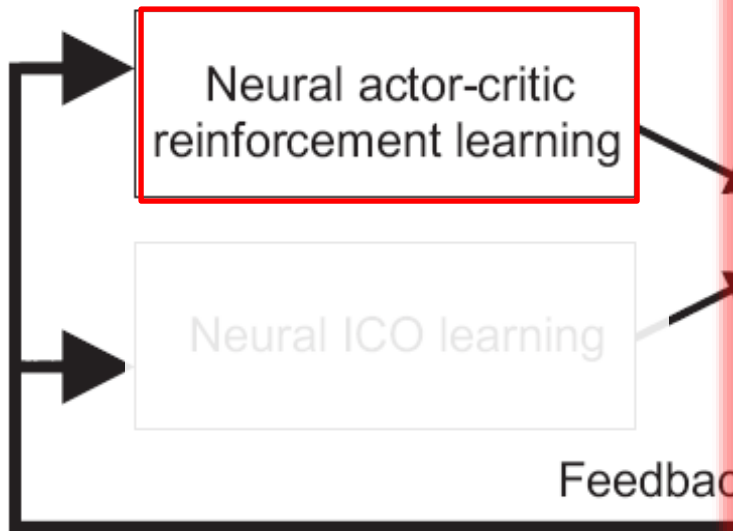 Neural actor-critic
reinforcement learning
Neural ICO learning